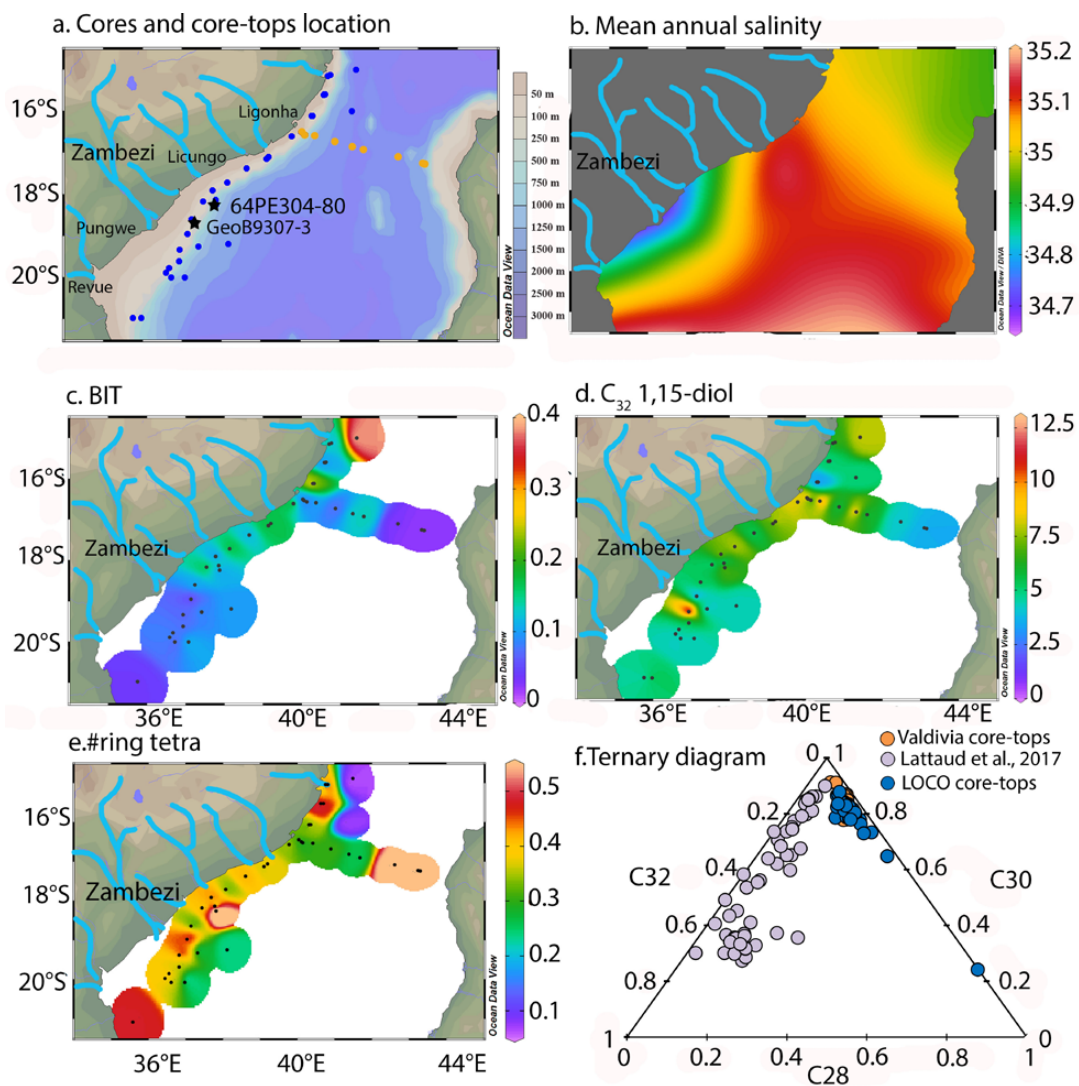 a. Cores and core-tops location
16°S
18°S
20°S
Ligonha
Zambezi
Licungo
64PE304-80
Pungwe
GeoB9307-3
Revue
Ocean Data View
50 m
100 m
250 m
500 m
750 m
1000 m
1250 m
1500 m
2000 m
2500 m
3000 m
b. Mean annual salinity
Zambezi
Ocean Data View / DIVA
35.2
35.1
35
34.9
34.8
34.7
c. BIT
16°S
18°S
20°S
Zambezi
36°E
40°E
44°E
Ocean Data View
0.4
0.3
0.2
0.1
0
d. C32 1,15-diol
16°S
18°S
20°S
Zambezi
36°E
40°E
44°E
Ocean Data View
12.5
10
7.5
5
2.5
0
e.#ring tetra
16°S
18°S
20°S
Zambezi
36°E
40°E
44°E
Ocean Data View
0.5
0.4
0.3
0.2
0.1
f.Ternary diagram
Valdivia core-tops
Lattaud et al., 2017
LOCO core-tops
0 1
0.2 0.8
0.4 0.6
C32 C30
0.6 0.4
0.8 0.2
1 0
0 0.2 0.4 0.6 0.8 1
C28